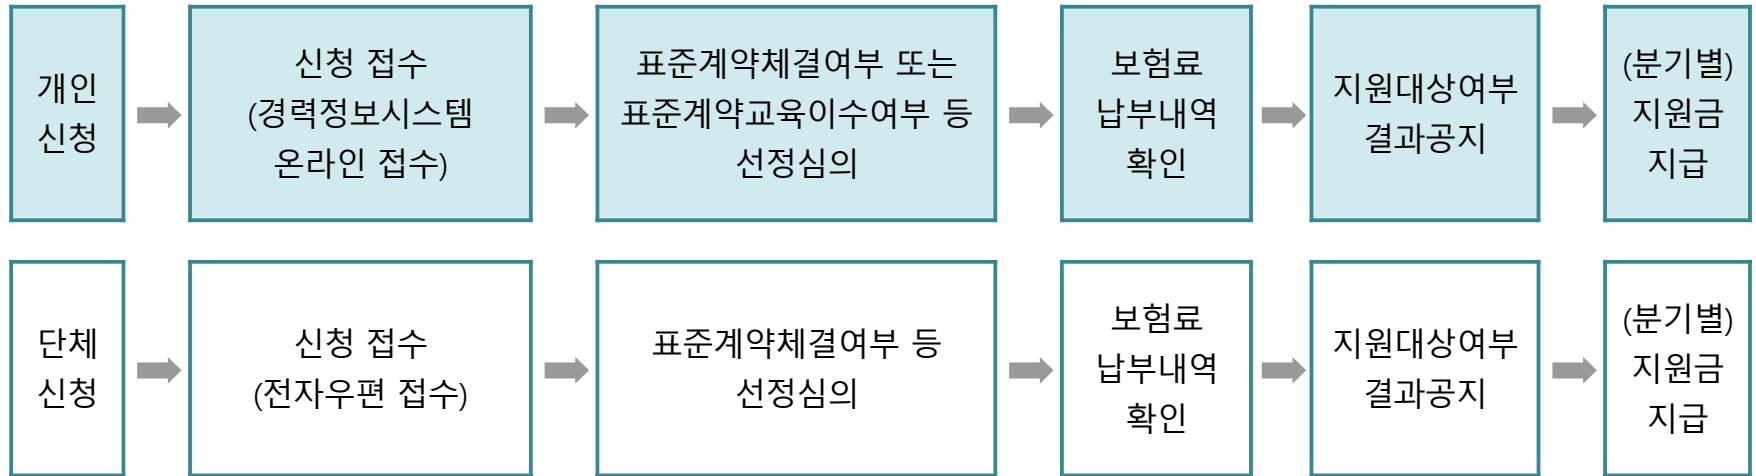 개인
신청
신청 접수
(경력정보시스템
온라인 접수)
표준계약체결여부 또는
표준계약교육이수여부 등
선정심의
보험료
납부내역
확인
지원대상여부
결과공지
(분기별)
지원금
지급
단체
신청
신청 접수
(전자우편 접수)
표준계약체결여부 등
선정심의
보험료
납부내역
확인
지원대상여부
결과공지
(분기별)
지원금
지급